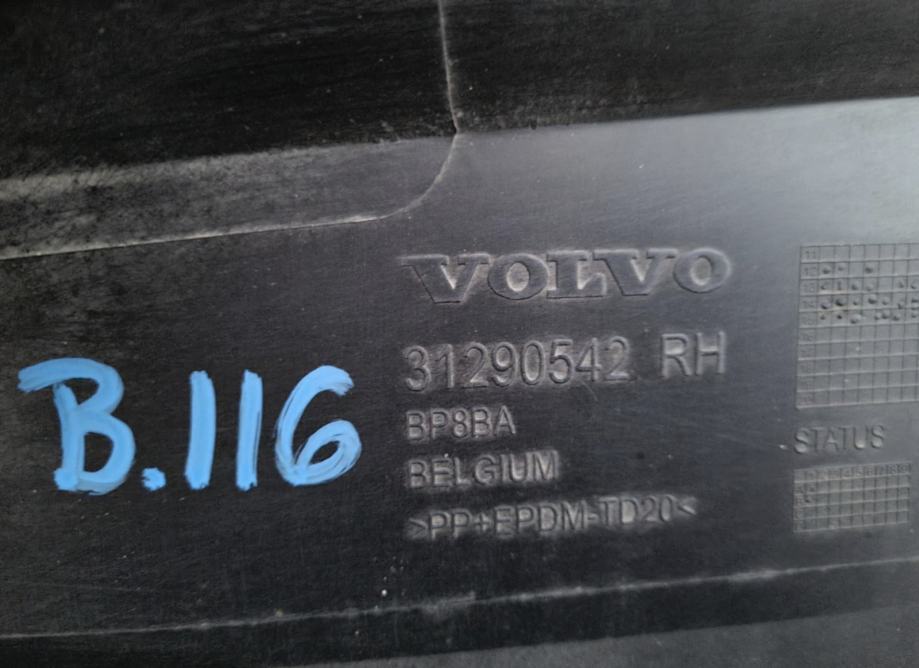 VOLVO
31290542 RH
B.116
BP8BA
BELGIUM
>PP+EPDM-TD20<
STATUS